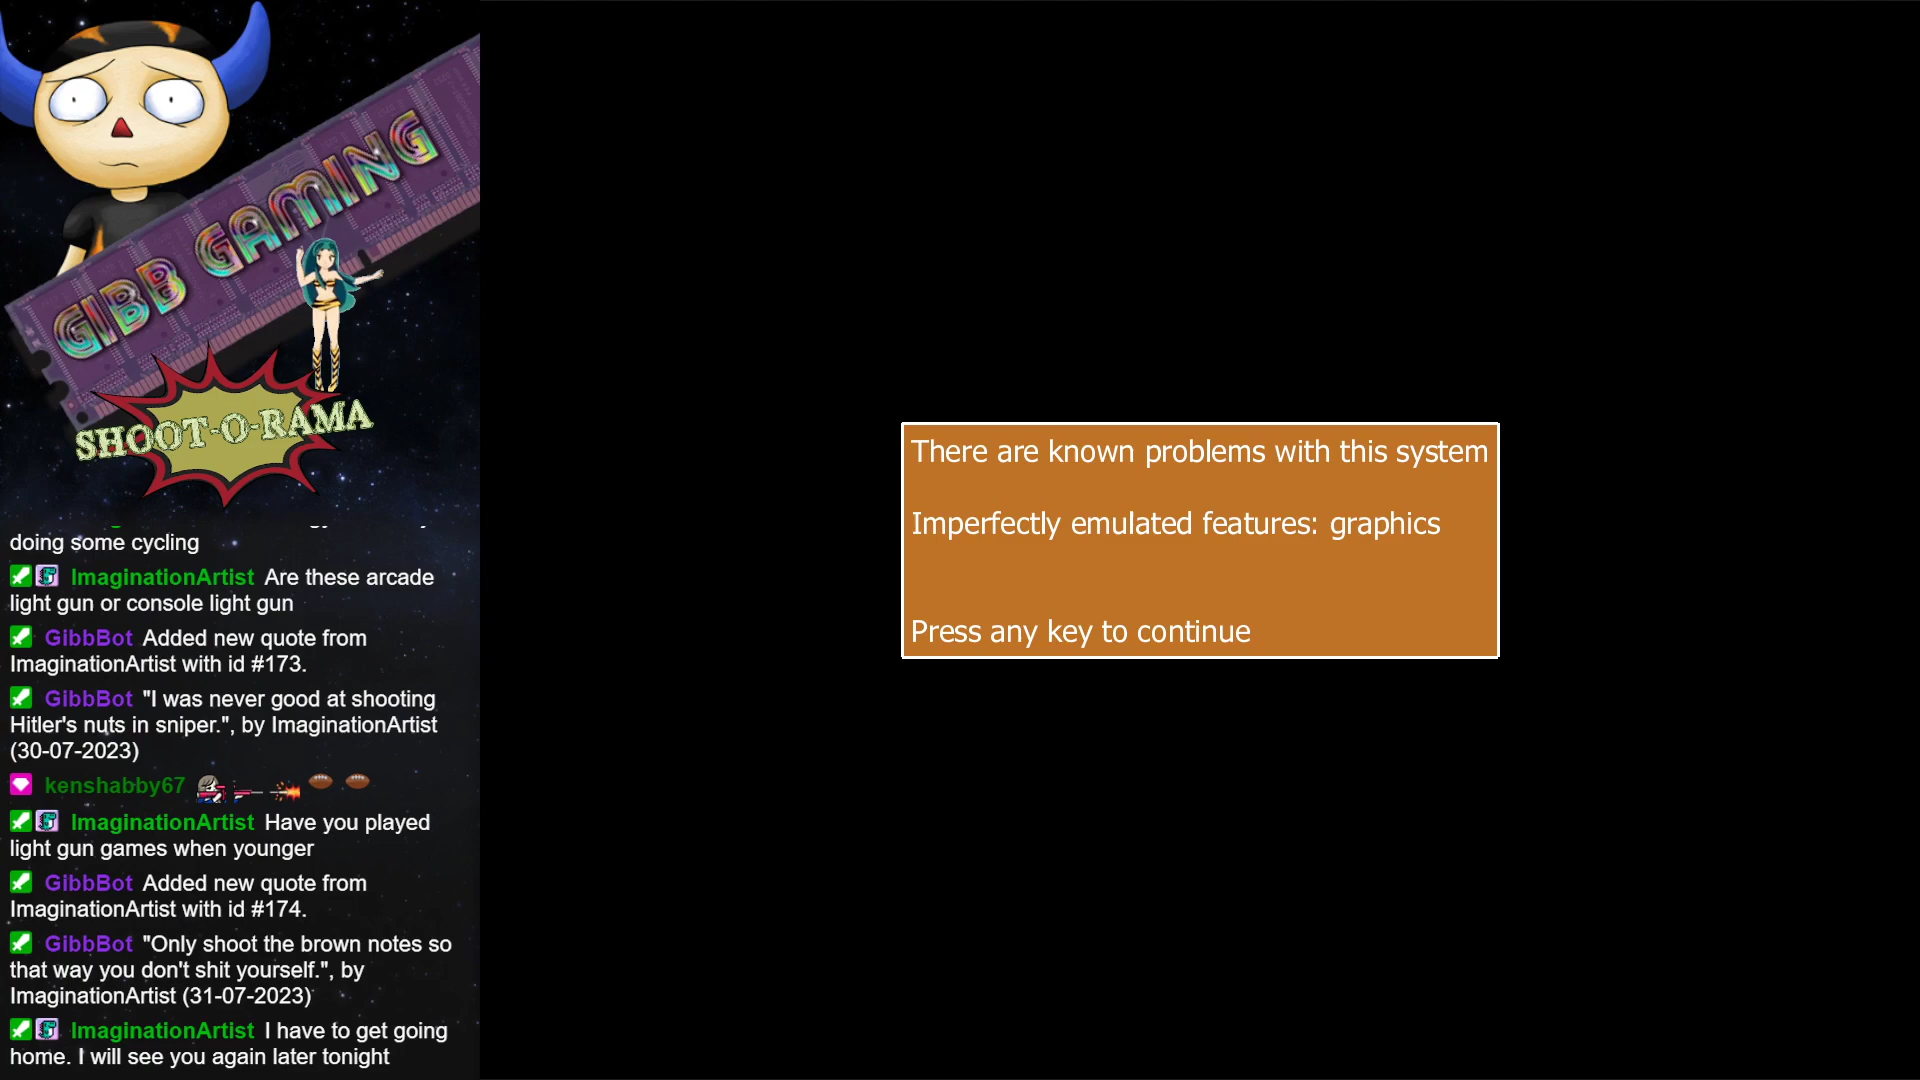 GIBB GAMING
SHOOT-O-RAMA
doing some cycling
ImaginationArtist Are these arcade
light gun or console light gun
GibbBot Added new quote from
ImaginationArtist with id #173.
GibbBot "I was never good at shooting
Hitler's nuts in sniper.", by ImaginationArtist
(30-07-2023)
kenshabby67
ImaginationArtist Have you played
light gun games when younger
GibbBot Added new quote from
ImaginationArtist with id #174.
GibbBot "Only shoot the brown notes so
that way you don't shit yourself.", by
ImaginationArtist (31-07-2023)
ImaginationArtist I have to get going
home. I will see you again later tonight
There are known problems with this system
Imperfectly emulated features: graphics
Press any key to continue